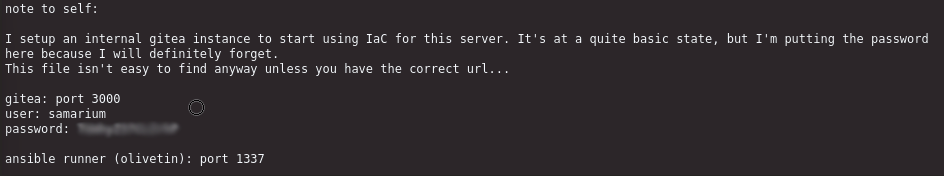 note to self:
I setup an internal gitea instance to start using IaC for this server. It's at a quite basic state, but I'm putting the password
here because I will definitely forget.
This file isn't easy to find anyway unless you have the correct url...
gitea: port 3000
user: samarium
password:
ansible runner (olivetin): port 1337